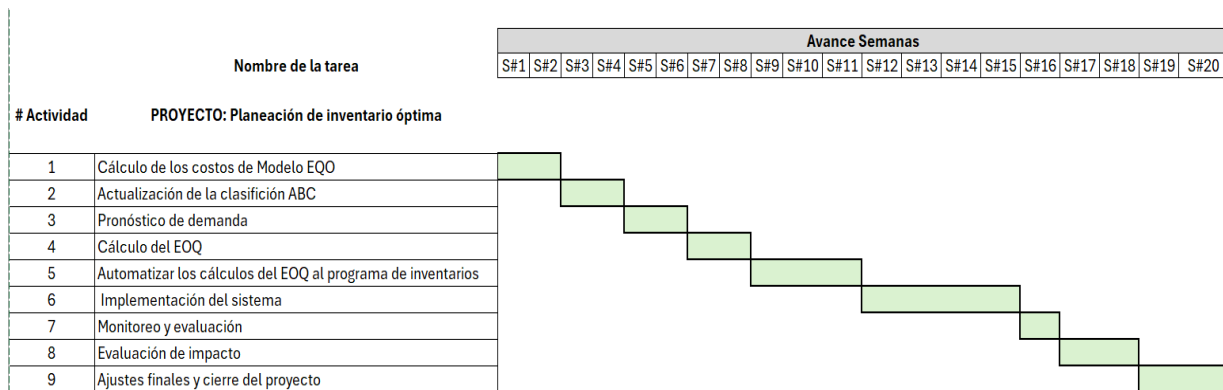 Avance Semanas
Nombre de la tarea S#1 S#2 S#3 S#4 S#5 S#6 S#7 S#8 S#9 S#10 S#11 S#12 S#13 S#14 S#15 S#16 S#17 S#18 S#19 S#20
# Actividad PROYECTO: Planeación de inventario óptima
1 Cálculo de los costos de Modelo EQO
2 Actualización de la clasifición ABC
3 Pronóstico de demanda
4 Cálculo del EOQ
5 Automatizar los cálculos del EOQ al programa de inventarios
6 Implementación del sistema
7 Monitoreo y evaluación
8 Evaluación de impacto
9 Ajustes finales y cierre del proyecto